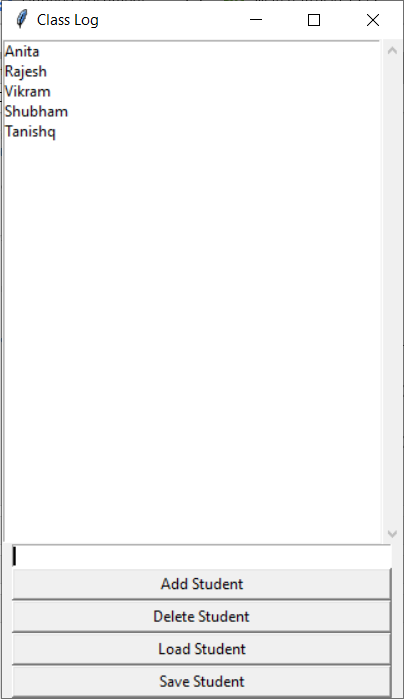 Class Log
Anita
Rajesh
Vikram
Shubham
Tanishq
Add Student
Delete Student
Load Student
Save Student